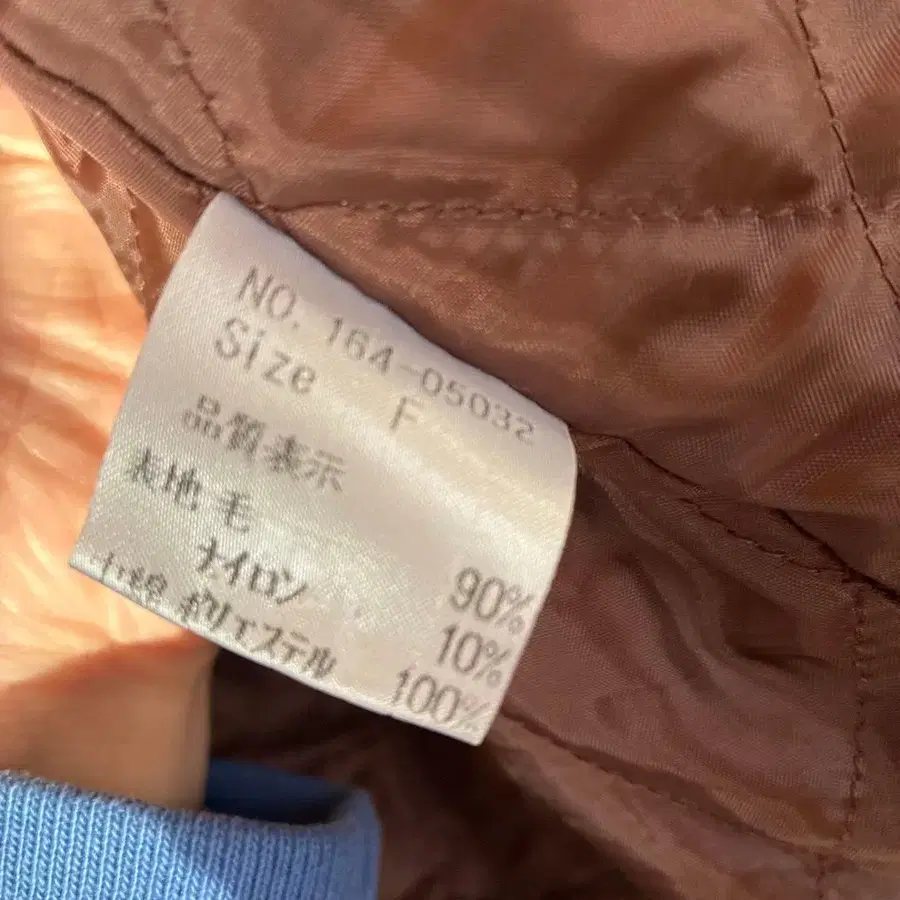 NO. 164-05032
Size F
品質表示
表地 毛 90%
ナイロン 10%
ポリエステル 100%